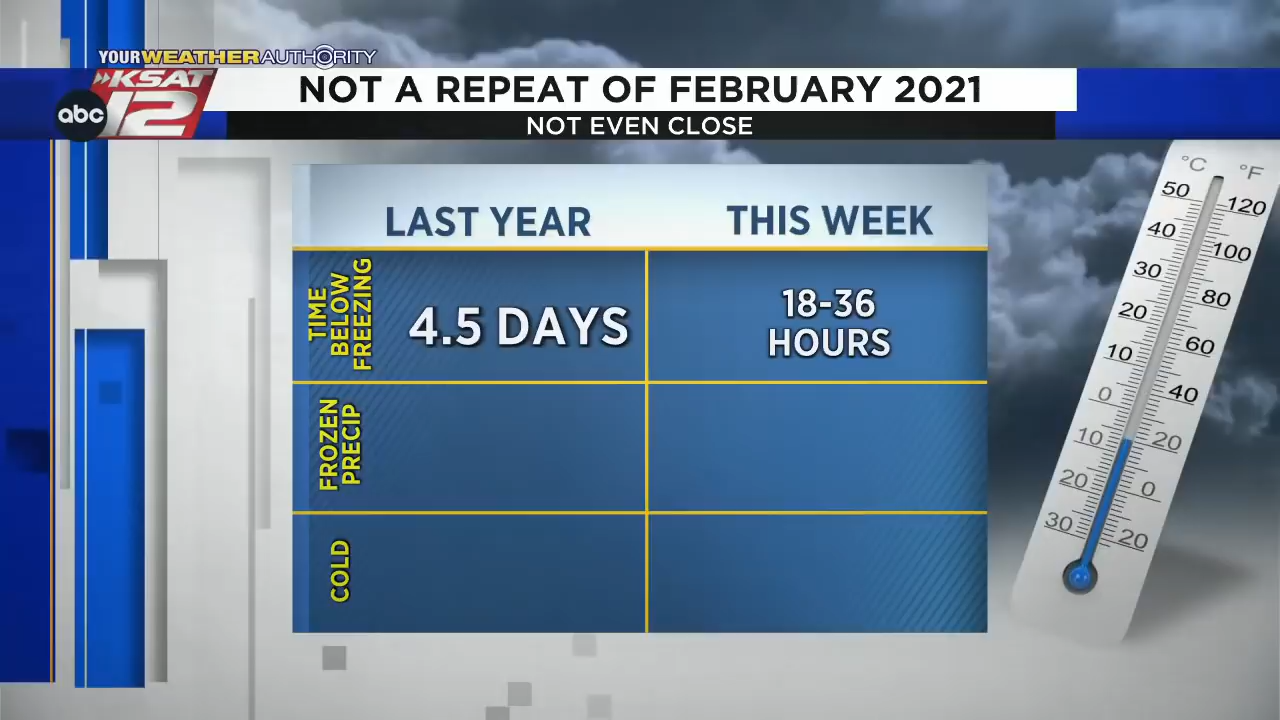 YOUR WEATHER AUTHORITY
KSAT
abc
12
NOT A REPEAT OF FEBRUARY 2021
NOT EVEN CLOSE
LAST YEAR
THIS WEEK
TIME
BELOW
FREEZING
4.5 DAYS
18-36
HOURS
FROZEN
PRECIP
COLD
°C °F
50 120
40 100
30 80
20 60
10 40
0 20
10 0
20 20
30